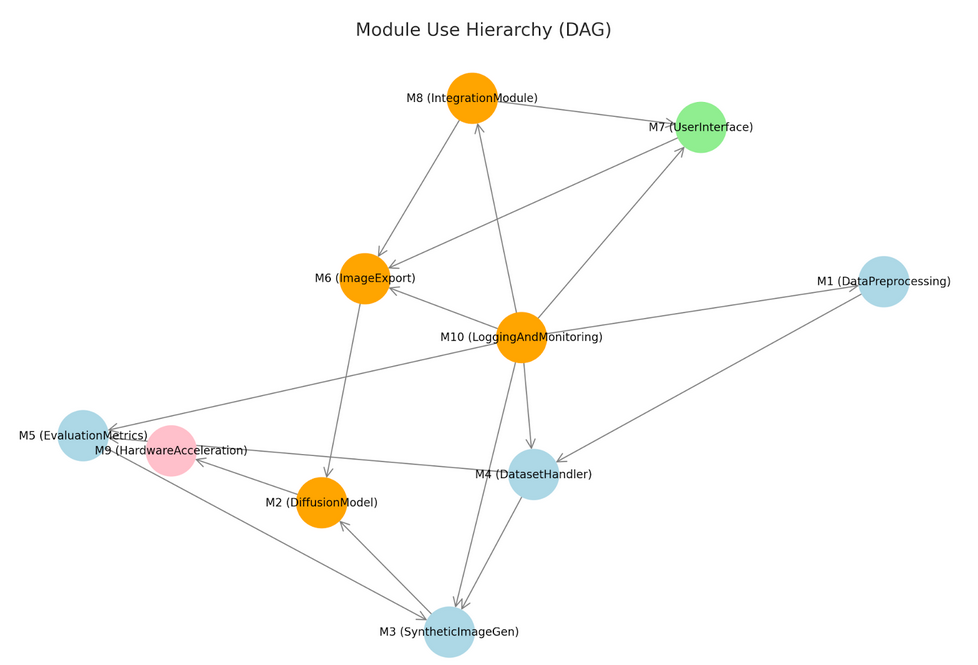 Module Use Hierarchy (DAG)
M8 (IntegrationModule)
M7 (UserInterface)
M6 (ImageExport)
M1 (DataPreprocessing)
M10 (LoggingAndMonitoring)
M5 (EvaluationMetrics)
M9 (HardwareAcceleration)
M4 (DatasetHandler)
M2 (DiffusionModel)
M3 (SyntheticImageGen)